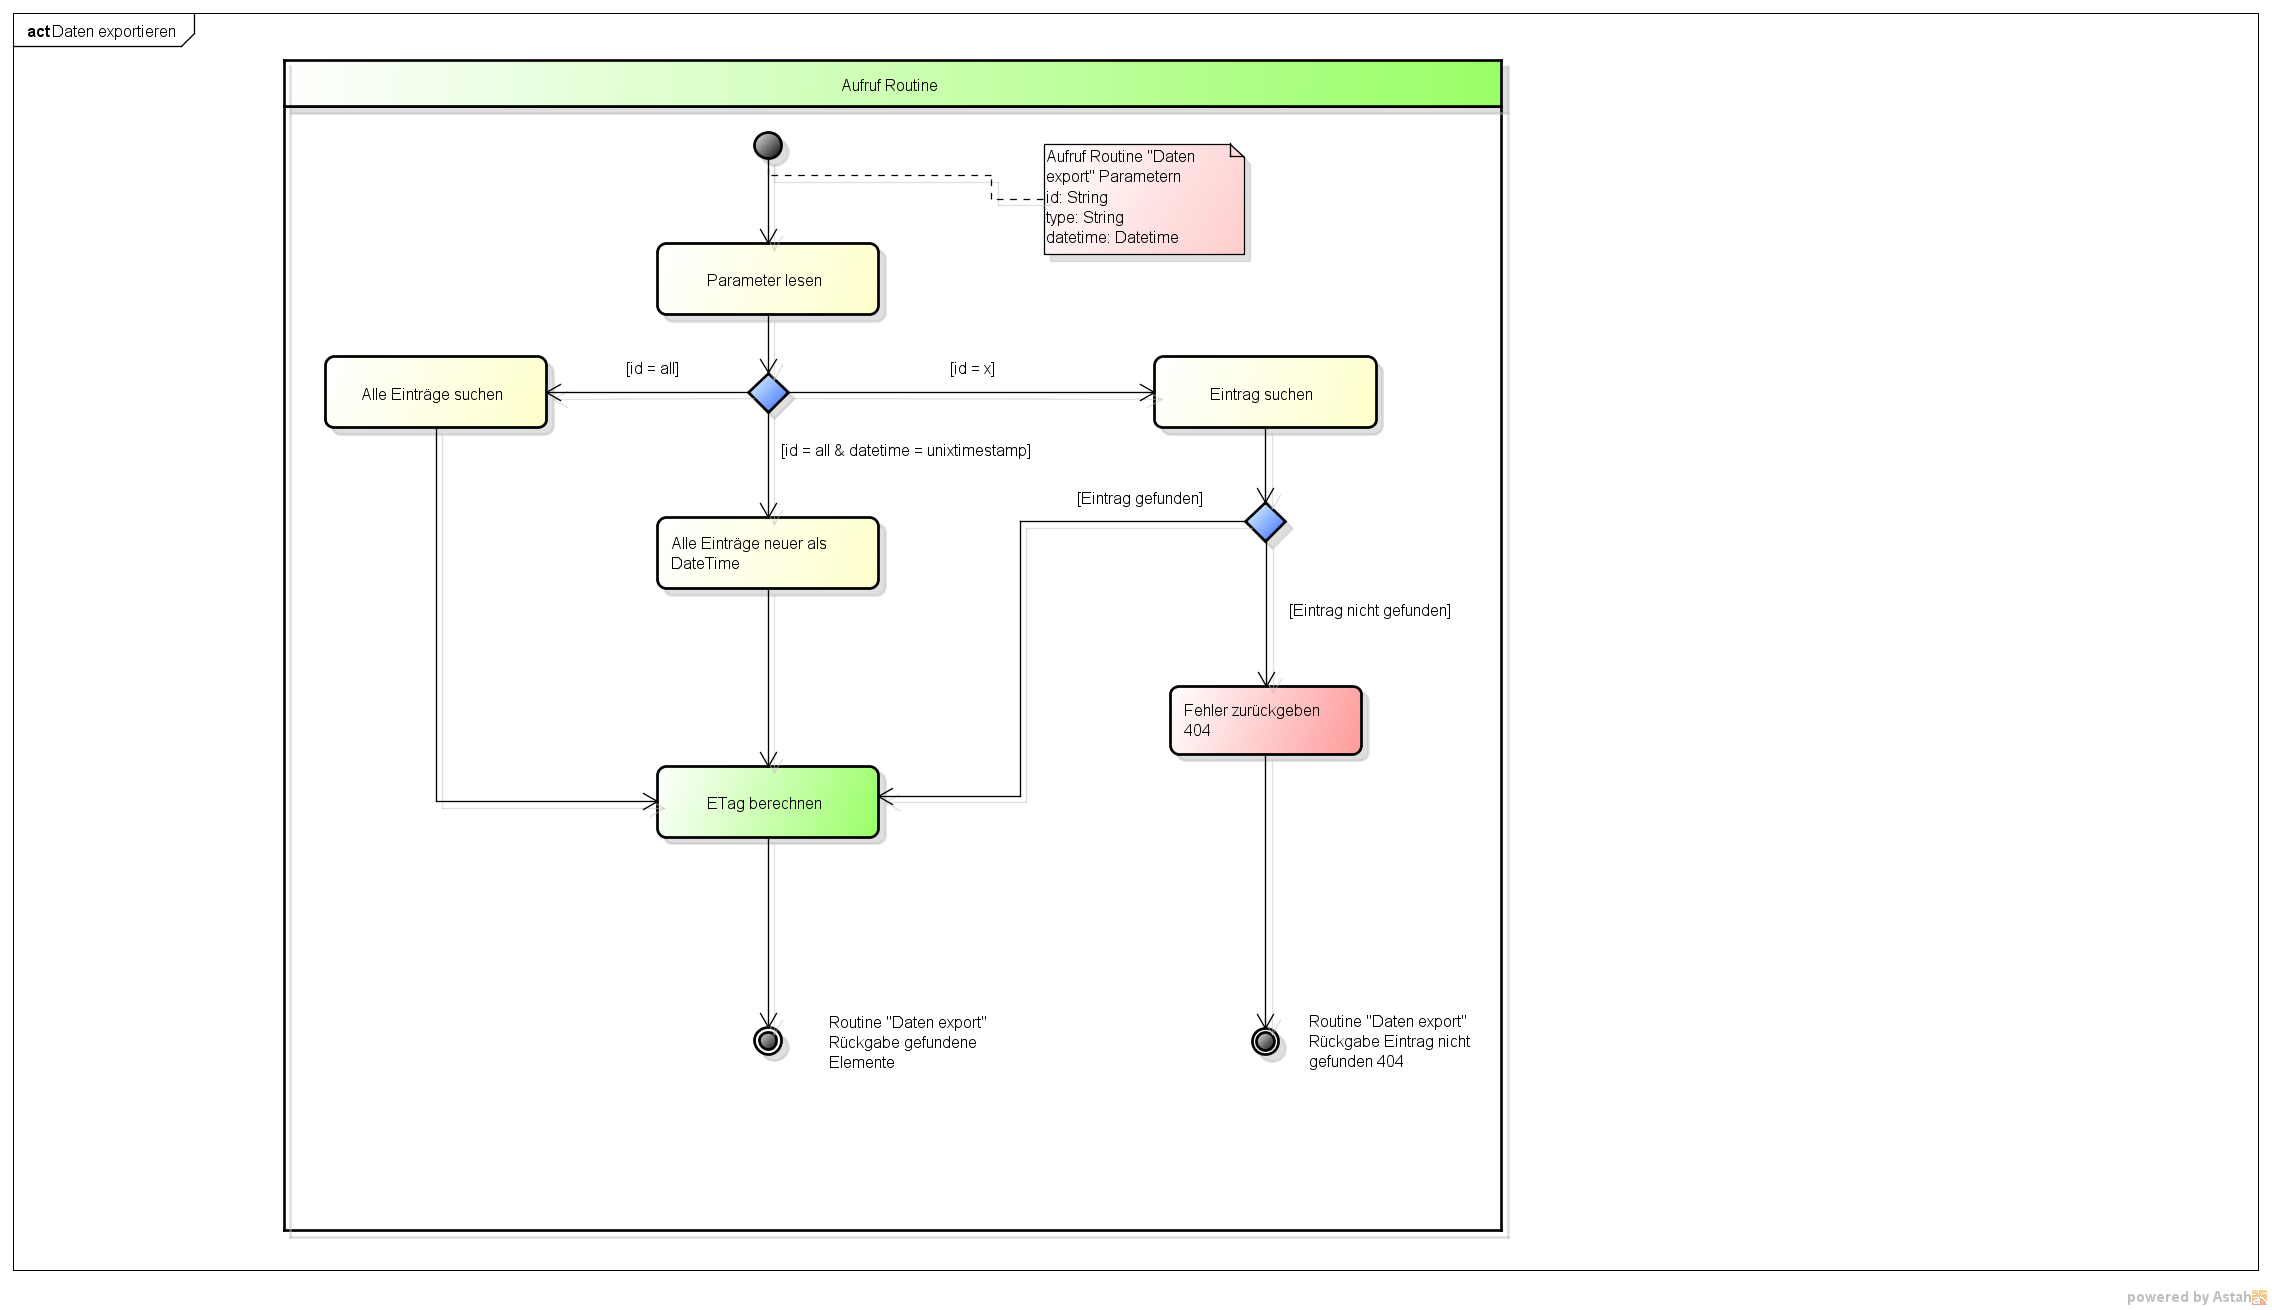 act Daten exportieren
Aufruf Routine
Aufruf Routine "Daten
export" Parametern
id: String
type: String
datetime: Datetime
Parameter lesen
[id = all]
[id = x]
Alle Einträge suchen
Eintrag suchen
[id = all & datetime = unixtimestamp]
[Eintrag gefunden]
Alle Einträge neuer als
DateTime
[Eintrag nicht gefunden]
Fehler zurückgeben
404
ETag berechnen
Routine "Daten export"
Rückgabe gefundene
Elemente
Routine "Daten export"
Rückgabe Eintrag nicht
gefunden 404
powered by Astah